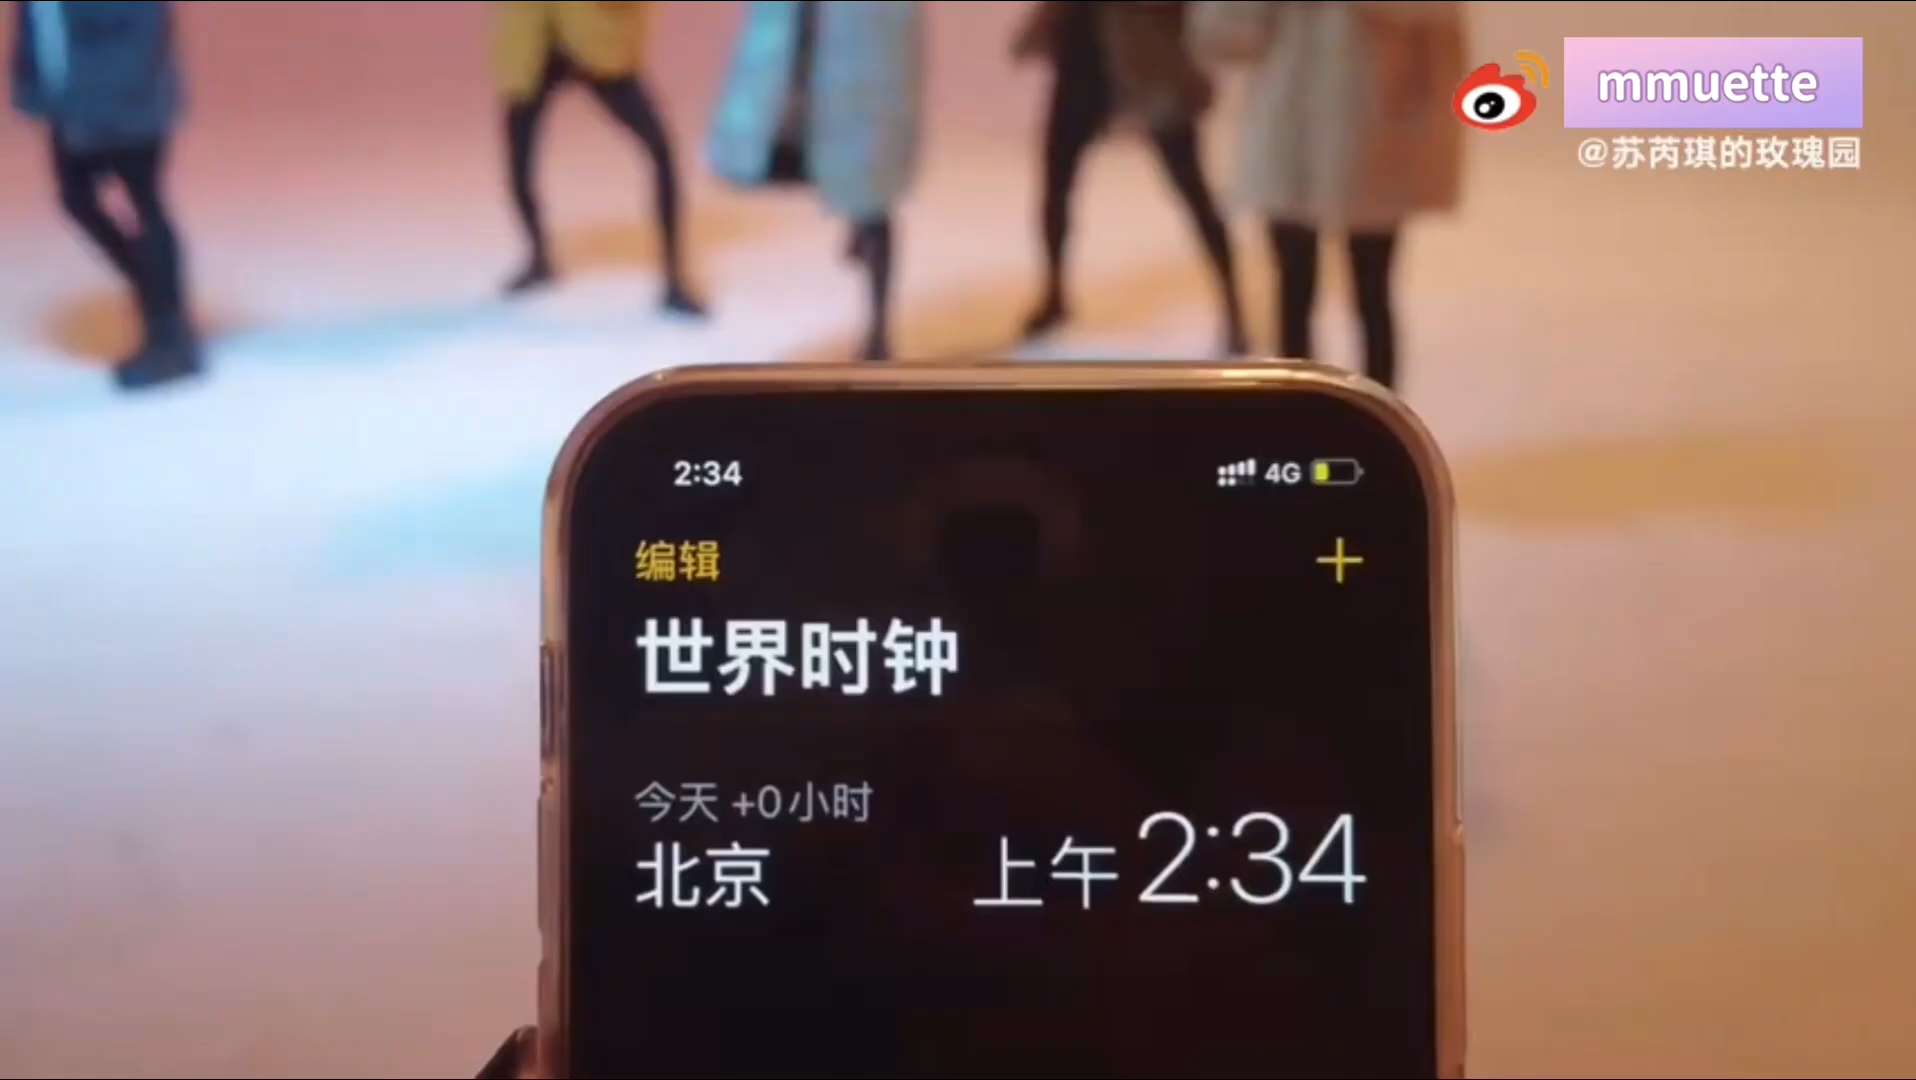 mmuette
@苏芮琪的玫瑰园
2:34
4G
编辑
+
世界时钟
今天 +0小时
北京
上午2:34